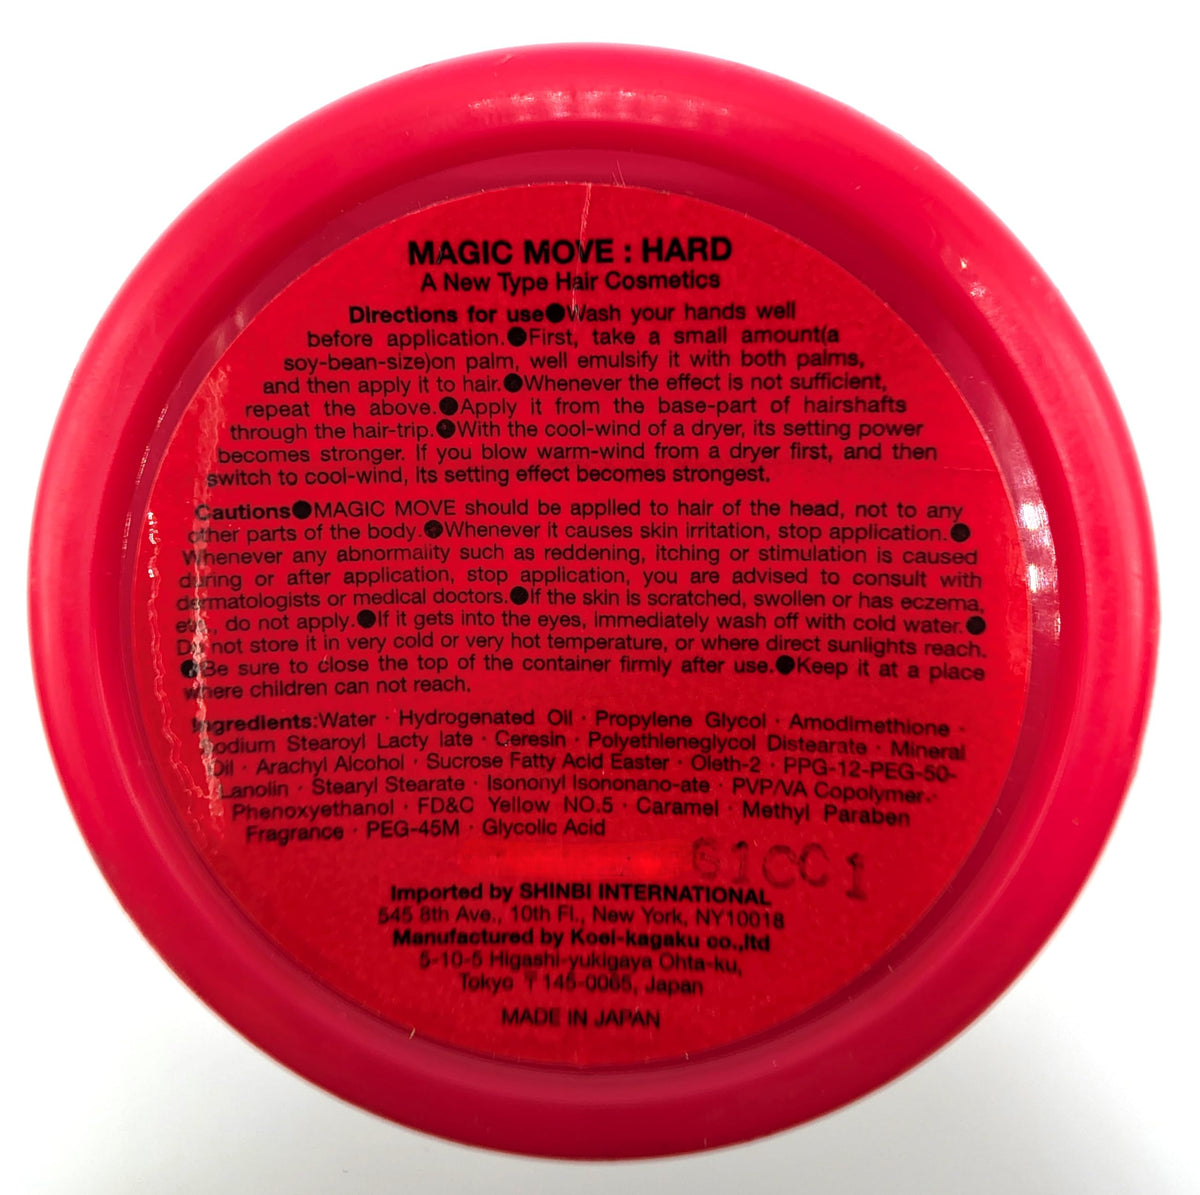 MAGIC MOVE : HARD
A New Type Hair Cosmetics
Directions for use●Wash your hands well
before application.●First, take a small amount(a
soy-bean-size)on palm, well emulsify it with both palms,
and then apply it to hair.●Whenever the effect is not sufficient,
repeat the above.●Apply it from the base-part of hairshafts
through the hair-trip.●With the cool-wind of a dryer, its setting power
becomes stronger. If you blow warm-wind from a dryer first, and then
switch to cool-wind, its setting effect becomes strongest.
Cautions●MAGIC MOVE should be applied to hair of the head, not to any
other parts of the body.●Whenever it causes skin irritation, stop application.●
Whenever any abnormality such as reddening, itching or stimulation is caused
during or after application, stop application, you are advised to consult with
dermatologists or medical doctors.●If the skin is scratched, swollen or has eczema,
etc., do not apply.●If it gets into the eyes, immediately wash off with cold water.●
Do not store it in very cold or very hot temperature, or where direct sunlights reach.
●Be sure to close the top of the container firmly after use.●Keep it at a place
where children can not reach.
Ingredients:Water · Hydrogenated Oil · Propylene Glycol · Amodimethione ·
Sodium Stearoyl Lacty late · Ceresin · Polyethleneglycol Distearate · Mineral
Oil · Arachyl Alcohol · Sucrose Fatty Acid Easter · Oleth-2 · PPG-12-PEG-50-
Lanolin · Stearyl Stearate · Isononyl Isononano-ate · PVP/VA Copolymer ·
Phenoxyethanol · FD&C Yellow NO.5 · Caramel · Methyl Paraben
Fragrance · PEG-45M · Glycolic Acid
G1CC1
Imported by SHINBI INTERNATIONAL
545 8th Ave., 10th Fl., New York, NY10018
Manufactured by Koei-kagaku co.,ltd
5-10-5 Higashi-yukigaya Ohta-ku,
Tokyo 〒145-0065, Japan
MADE IN JAPAN